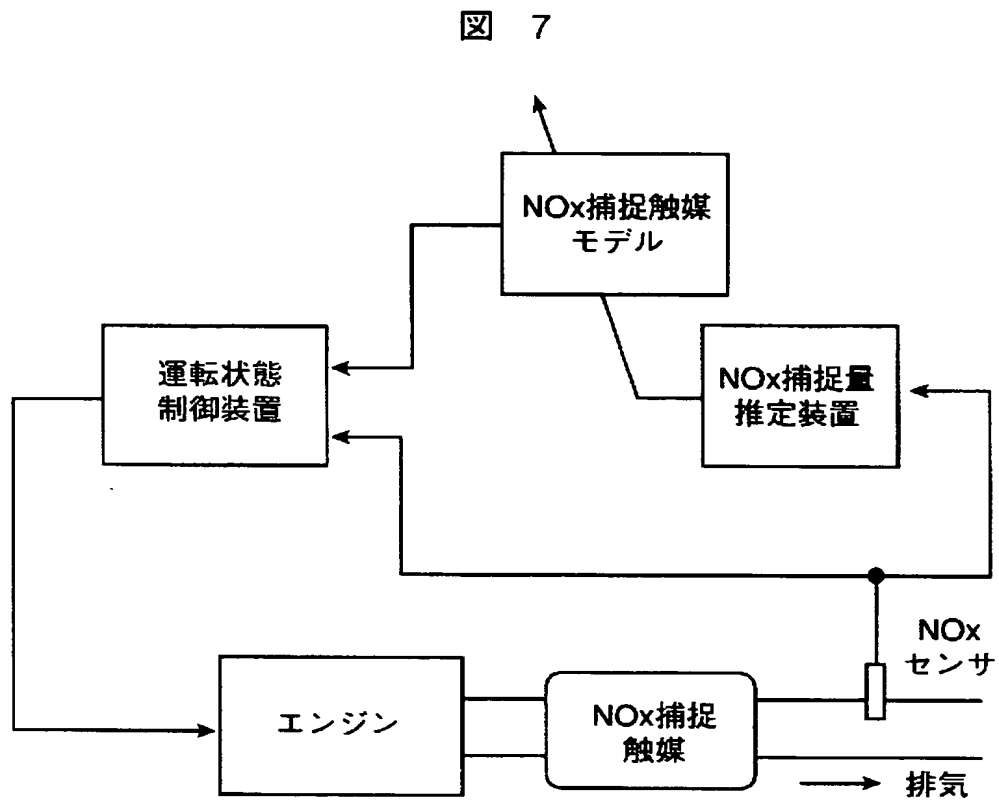 図 7
NOx捕捉触媒
モデル
運転状態
制御装置
NOx捕捉量
推定装置
NOx
センサ
エンジン
NOx捕捉
触媒
排気